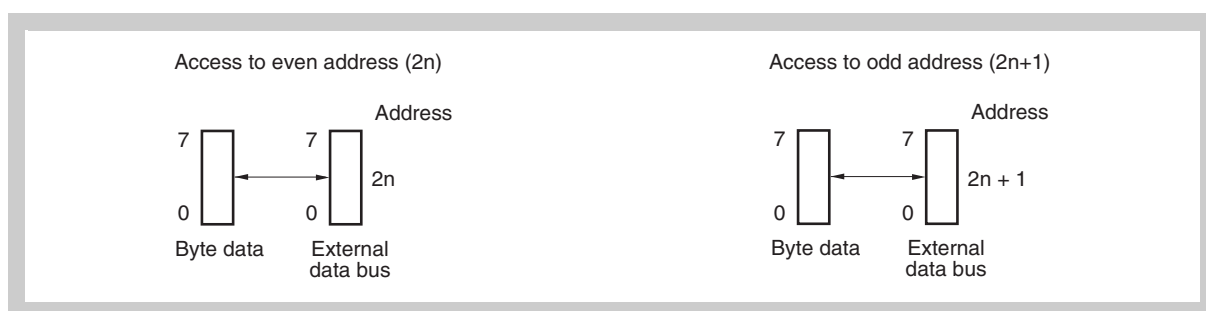 Access to even address (2n)
Address
7
7
2n
0
0
Byte data
External
data bus
Access to odd address (2n+1)
Address
7
7
2n + 1
0
0
Byte data
External
data bus